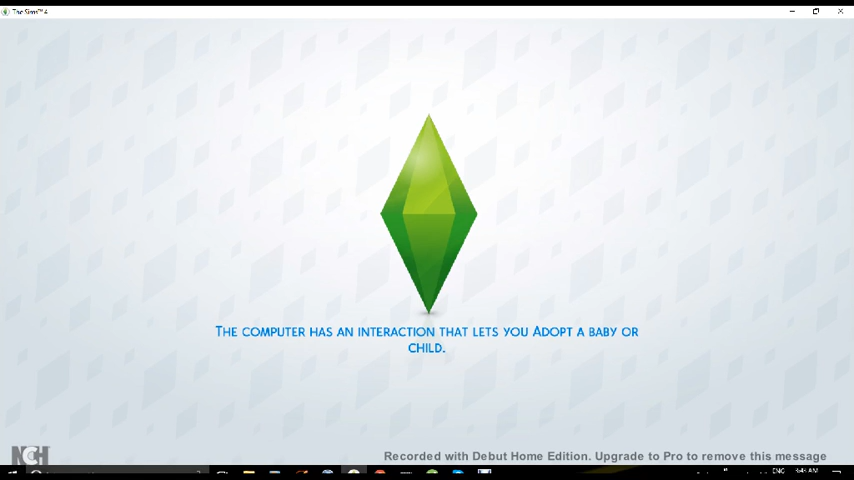 The Sims™ 4
THE COMPUTER HAS AN INTERACTION THAT LETS YOU ADOPT A BABY OR
CHILD.
NCH
Recorded with Debut Home Edition. Upgrade to Pro to remove this message
ENG